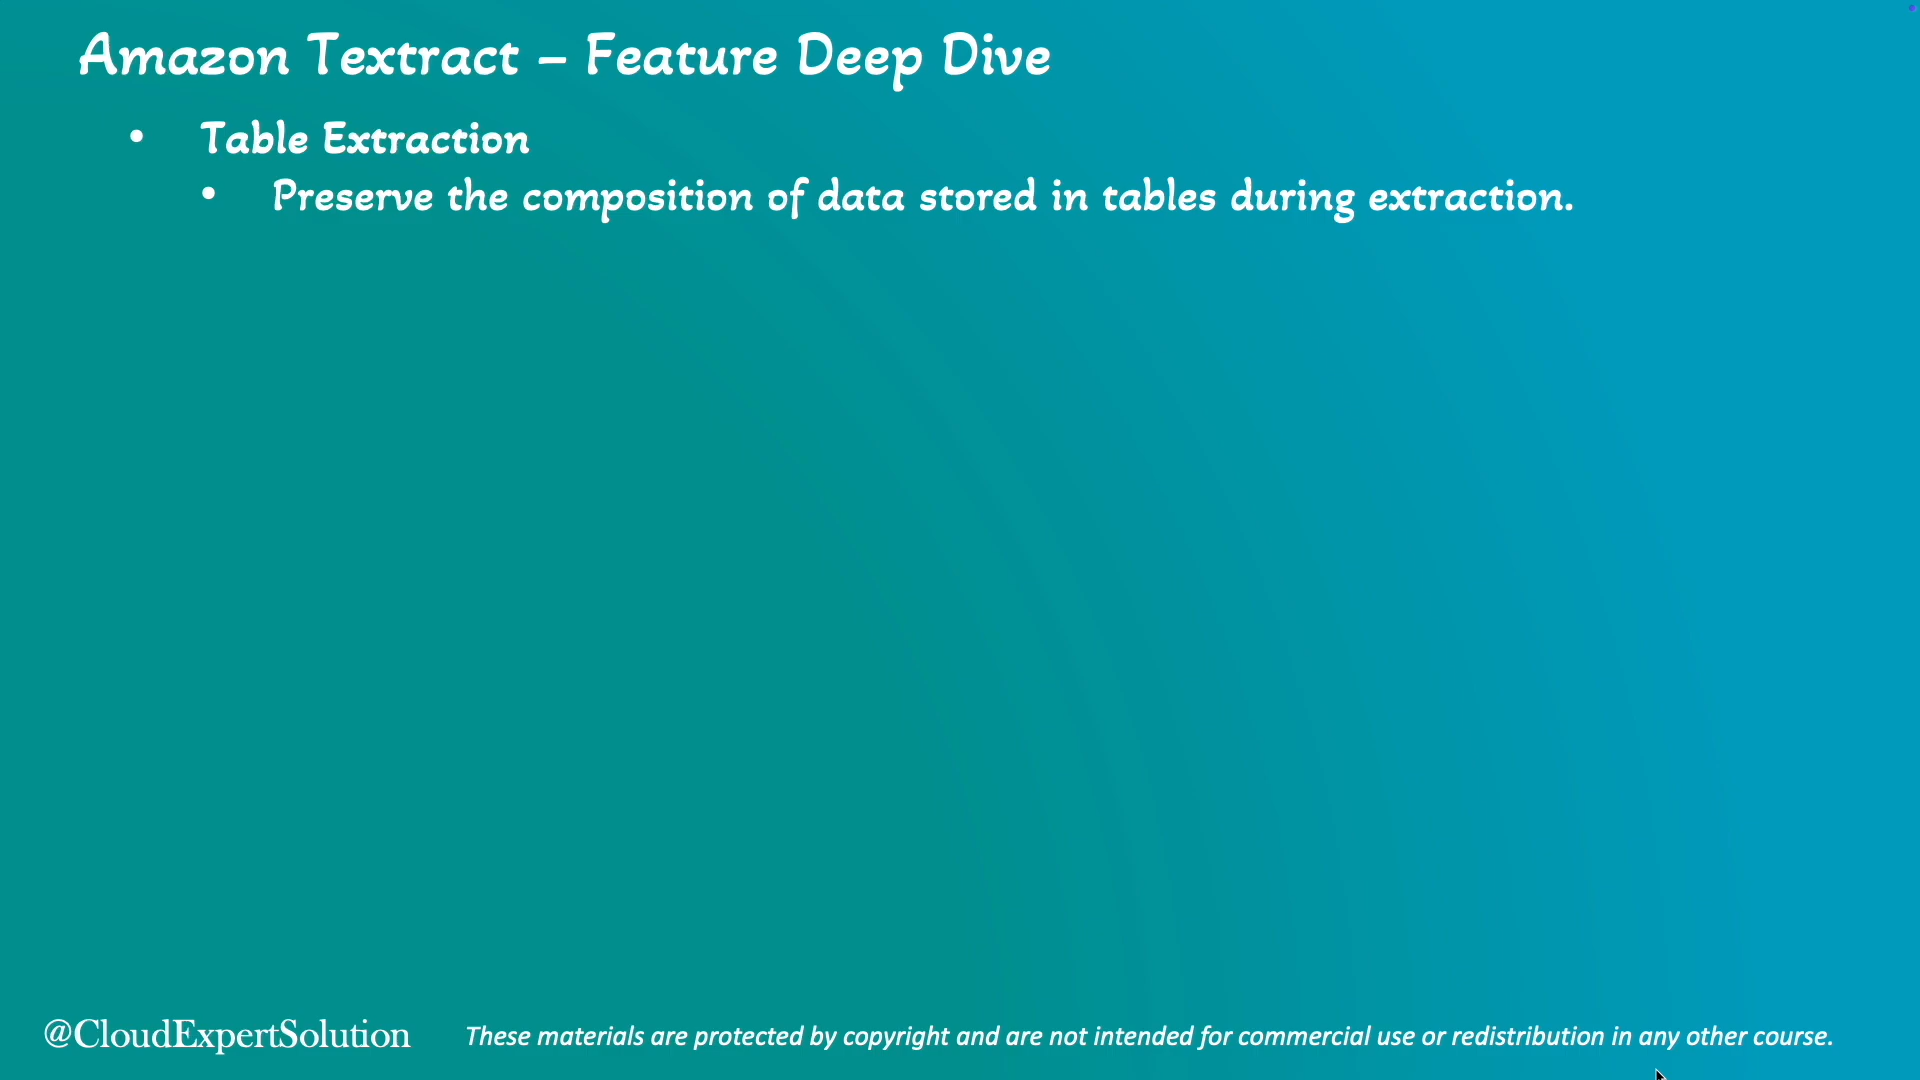 Amazon Textract – Feature Deep Dive
• Table Extraction
• Preserve the composition of data stored in tables during extraction.
@CloudExpertSolution These materials are protected by copyright and are not intended for commercial use or redistribution in any other course.